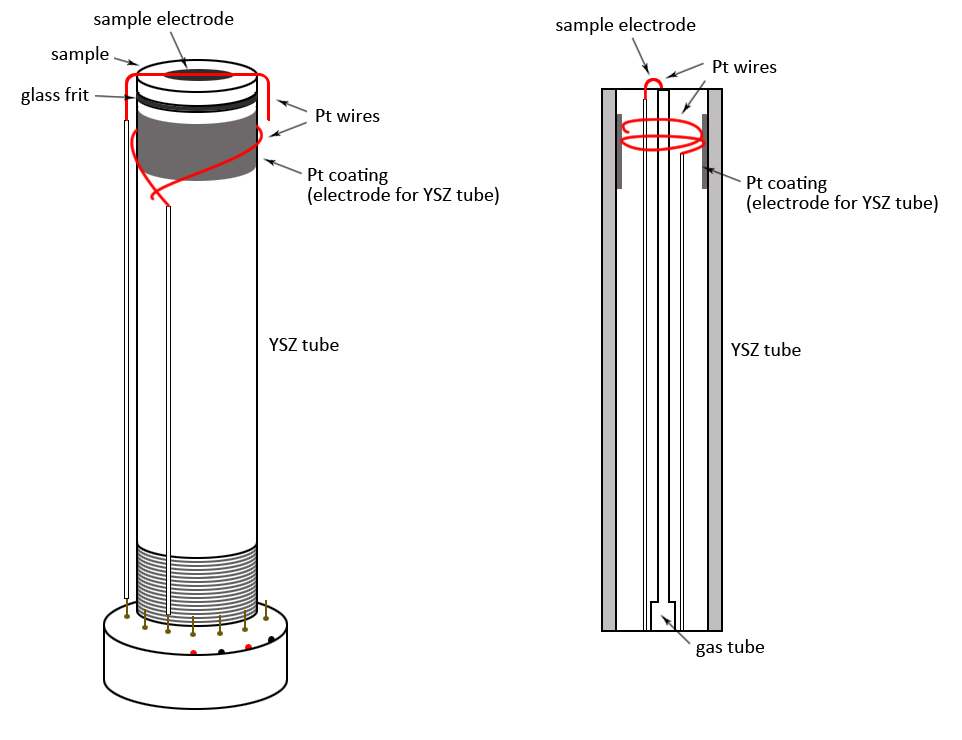 sample electrode
sample
glass frit
Pt wires
Pt coating
(electrode for YSZ tube)
YSZ tube
sample electrode
Pt wires
Pt coating
(electrode for YSZ tube)
YSZ tube
gas tube